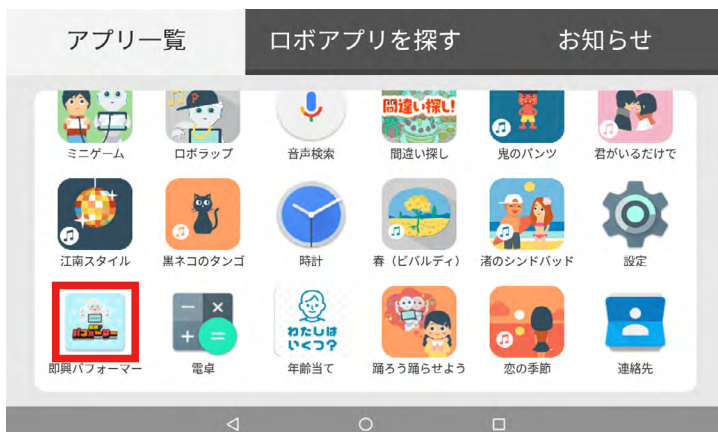 アプリ一覧
ロボアプリを探す
お知らせ
間違い探し!
ミニゲーム
ロボラップ
音声検索
間違い探し
鬼のパンツ
君がいるだけで
江南スタイル
黒ネコのタンゴ
時計
春（ビバルディ）
渚のシンドバッド
設定
パフォーマー
わたしは
いくつ?
即興パフォーマー
電卓
年齢当て
踊ろう踊らせよう
恋の季節
連絡先